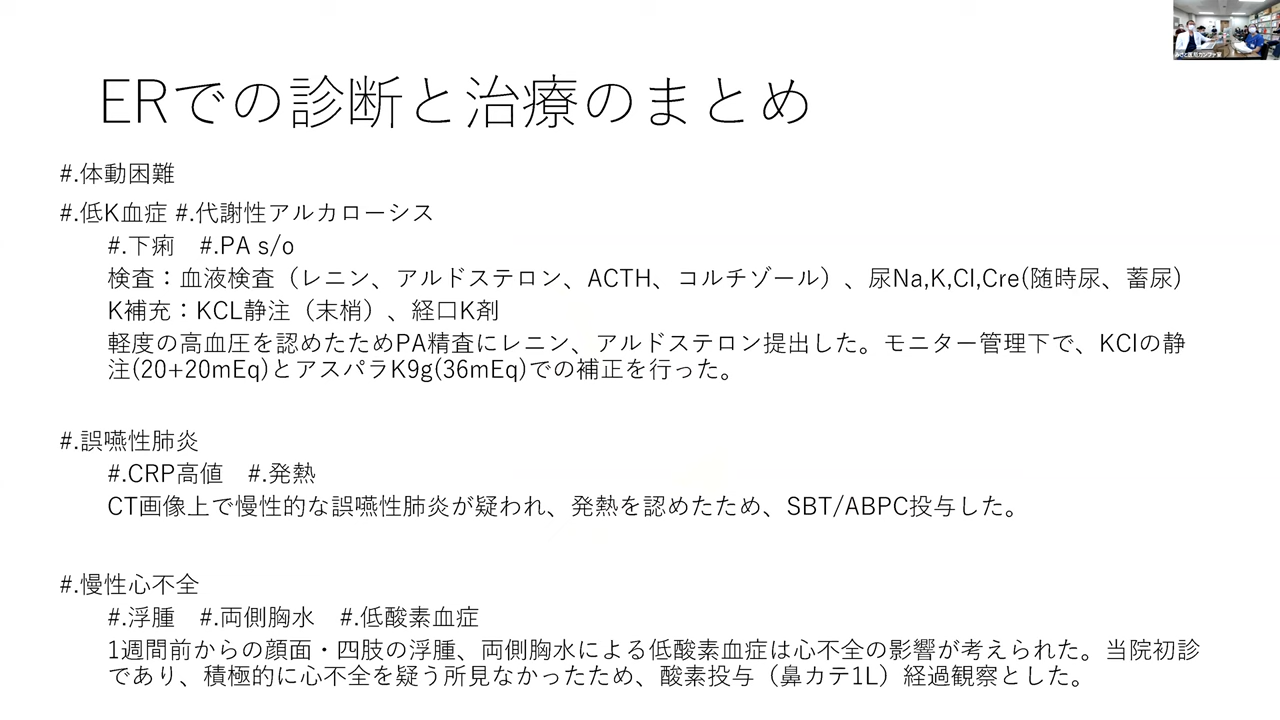 ERでの診断と治療のまとめ
#.体動困難
#.低K血症 #.代謝性アルカローシス
#.下痢　#.PA s/o
検査：血液検査（レニン、アルドステロン、ACTH、コルチゾール）、尿Na,K,Cl,Cre(随時尿、蓄尿)
K補充：KCL静注（末梢）、経口K剤
軽度の高血圧を認めたためPA精査にレニン、アルドステロン提出した。モニター管理下で、KClの静
注(20+20mEq)とアスパラK9g(36mEq)での補正を行った。
#.誤嚥性肺炎
#.CRP高値　#.発熱
CT画像上で慢性的な誤嚥性肺炎が疑われ、発熱を認めたため、SBT/ABPC投与した。
#.慢性心不全
#.浮腫　#.両側胸水　#.低酸素血症
1週間前からの顔面・四肢の浮腫、両側胸水による低酸素血症は心不全の影響が考えられた。当院初診
であり、積極的に心不全を疑う所見なかったため、酸素投与（鼻カテ1L）経過観察とした。